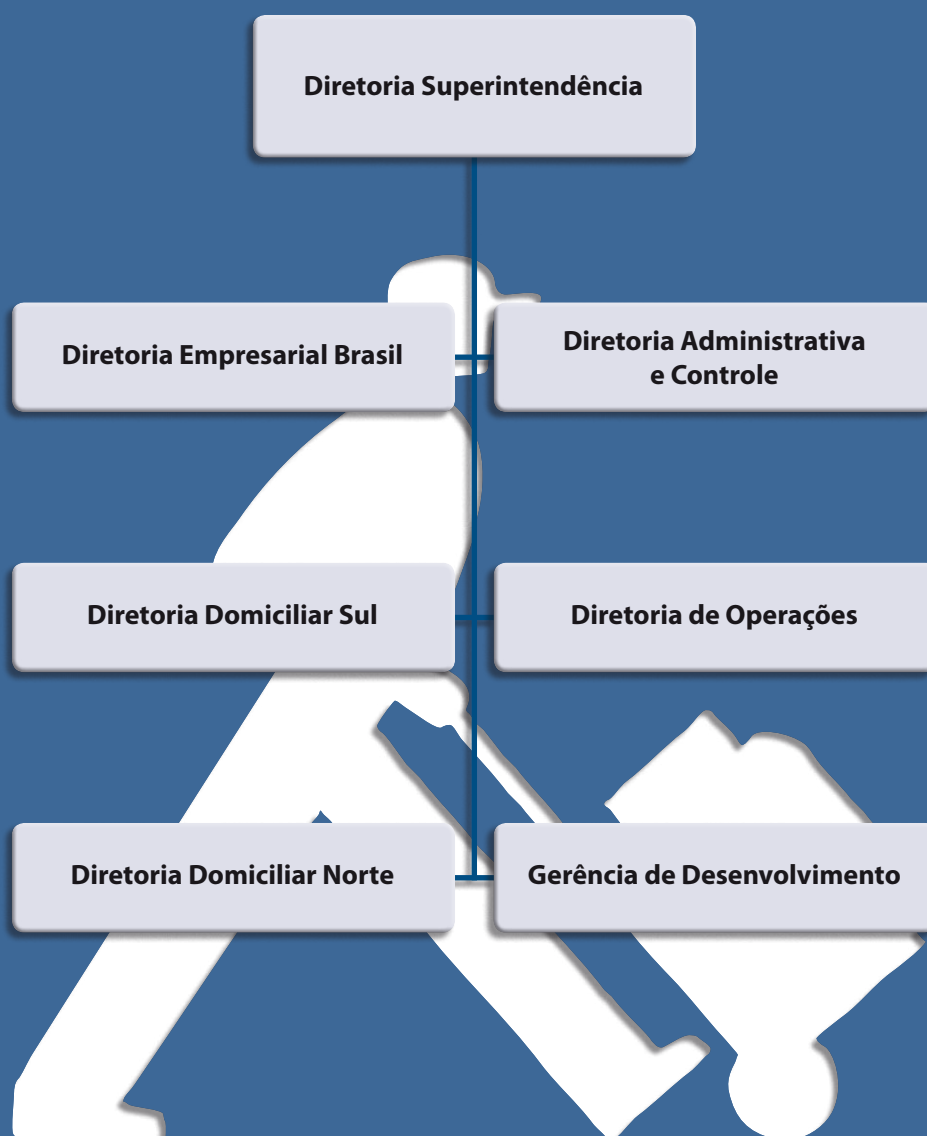 Diretoria Superintendência
Diretoria Empresarial Brasil
Diretoria Administrativa
e Controle
Diretoria Domiciliar Sul
Diretoria de Operações
Diretoria Domiciliar Norte
Gerência de Desenvolvimento